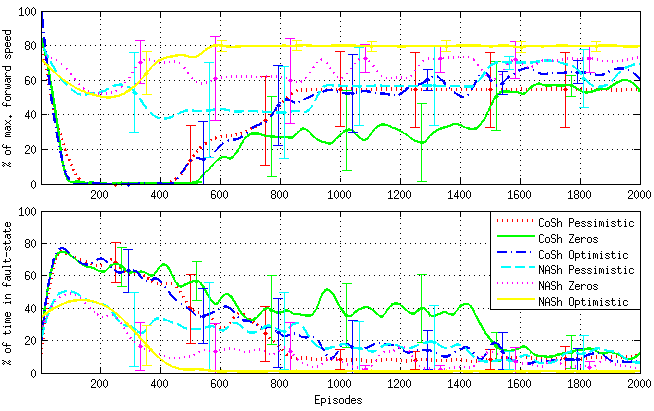 % of max. forward speed
100
80
60
40
20
0
200 400 600 800 1000 1200 1400 1600 1800 2000
% of time in fault-state
100
80
60
40
20
0
CoSh Pessimistic
CoSh Zeros
CoSh Optimistic
NASh Pessimistic
NASh Zeros
NASh Optimistic
200 400 600 800 1000 1200 1400 1600 1800 2000
Episodes